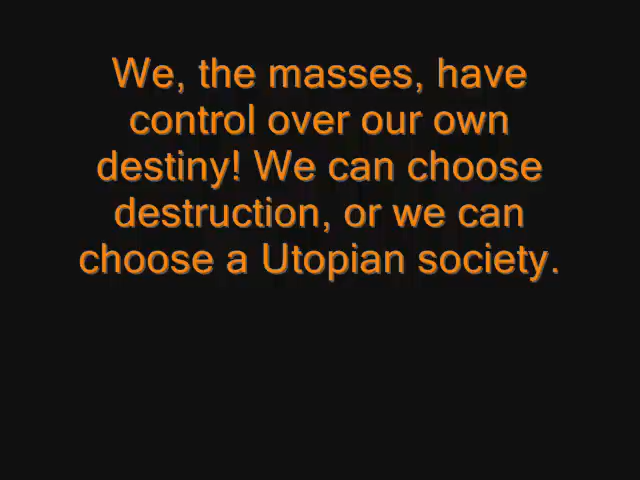 We, the masses, have
control over our own
destiny! We can choose
destruction, or we can
choose a Utopian society.